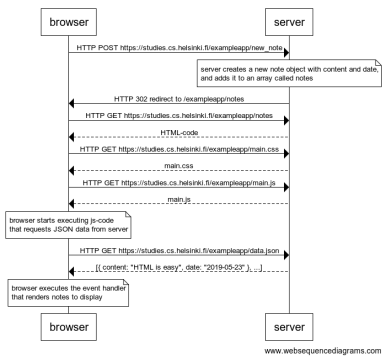 browser
server
HTTP POST https://studies.cs.helsinki.fi/exampleapp/new_note
server creates a new note object with content and date,
and adds it to an array called notes
HTTP 302 redirect to /exampleapp/notes
HTTP GET https://studies.cs.helsinki.fi/exampleapp/notes
HTML-code
HTTP GET https://studies.cs.helsinki.fi/exampleapp/main.css
main.css
HTTP GET https://studies.cs.helsinki.fi/exampleapp/main.js
main.js
browser starts executing js-code
that requests JSON data from server
HTTP GET https://studies.cs.helsinki.fi/exampleapp/data.json
[{ content: "HTML is easy", date: "2019-05-23" }, ...]
browser executes the event handler
that renders notes to display
browser
server
www.websequencediagrams.com